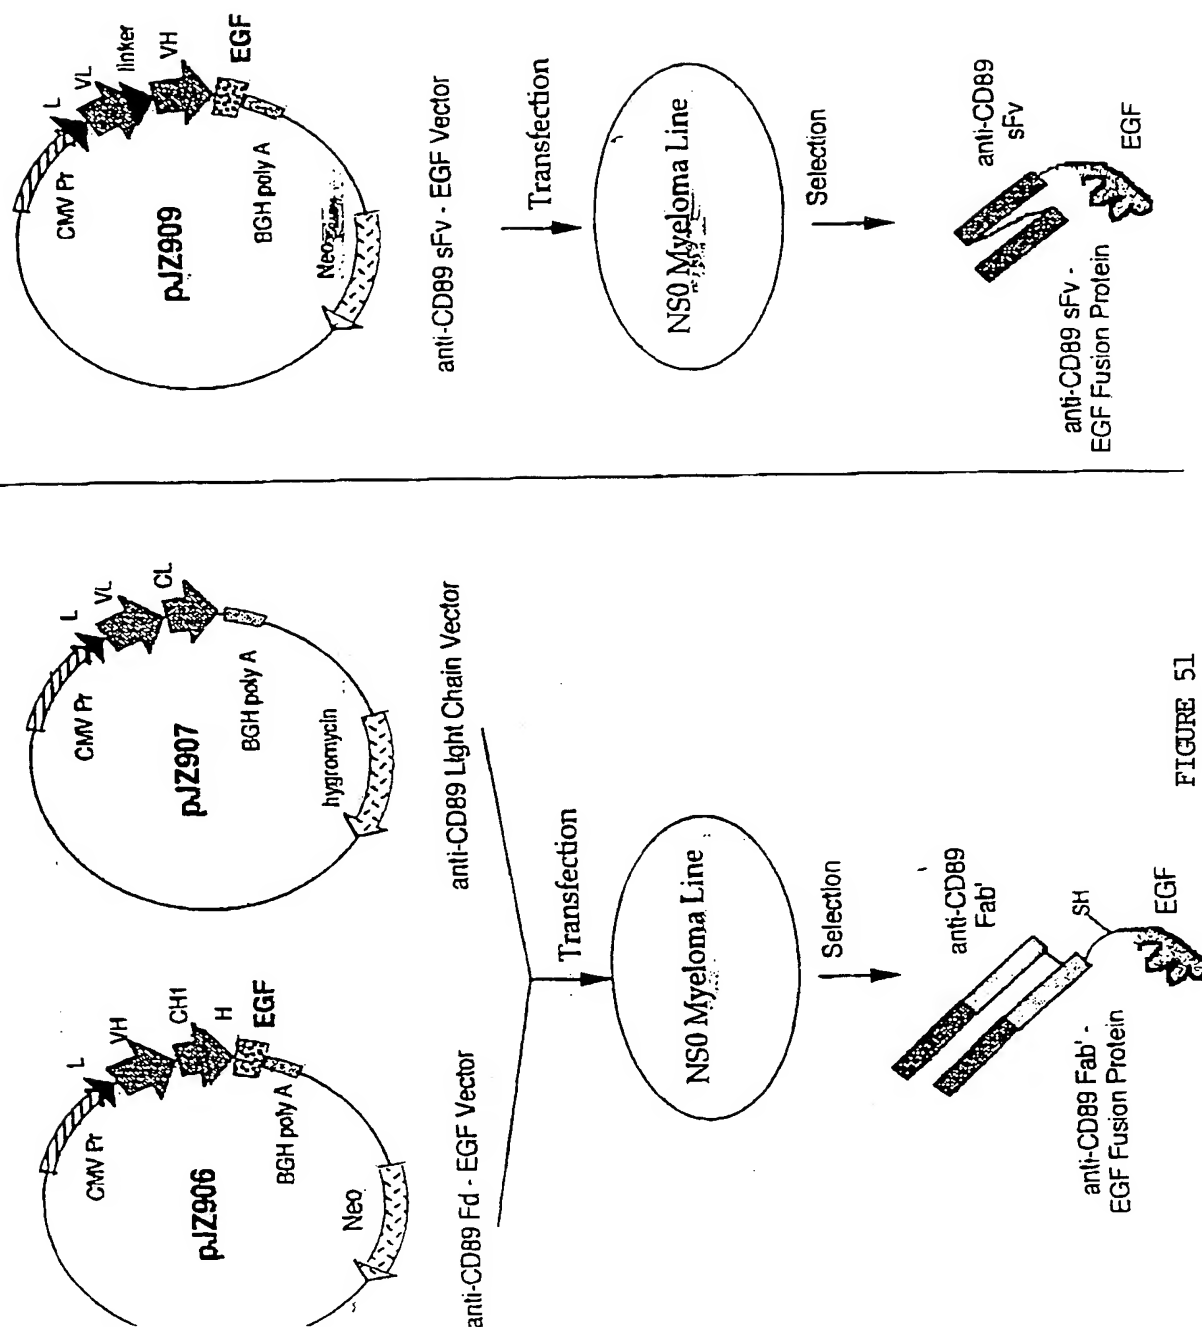 L
VH
CH1
H
EGF
CMV Pr
pJZ906
BGH poly A
Neo
anti-CD89 Fd - EGF Vector
L
VL
CL
CMV Pr
pJZ907
BGH poly A
hygromycin
anti-CD89 Light Chain Vector
Transfection
NS0 Myeloma Line
Selection
anti-CD89
Fab'
SH
EGF
anti-CD89 Fab' -
EGF Fusion Protein
L
VL
linker
VH
EGF
CMV Pr
pJZ909
BGH poly A
Neo
anti-CD89 sFv - EGF Vector
Transfection
NS0 Myeloma Line
Selection
anti-CD89
sFv
EGF
anti-CD89 sFv -
EGF Fusion Protein
FIGURE 51